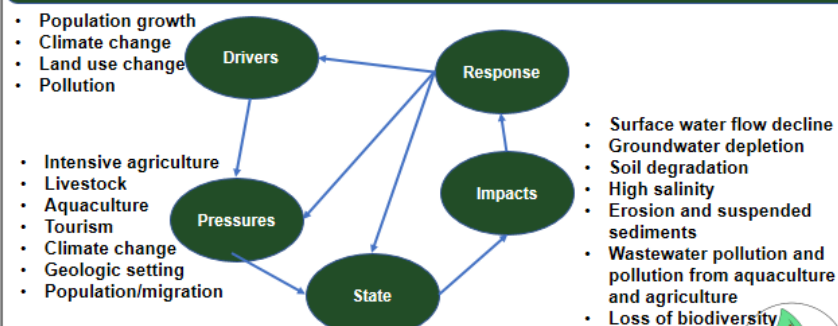 • Population growth
• Climate change
• Land use change
• Pollution
Drivers
Response
• Surface water flow decline
• Groundwater depletion
• Soil degradation
• High salinity
• Erosion and suspended
sediments
• Wastewater pollution and
pollution from aquaculture
and agriculture
• Loss of biodiversity
• Intensive agriculture
• Livestock
• Aquaculture
• Tourism
• Climate change
• Geologic setting
• Population/migration
Pressures
Impacts
State